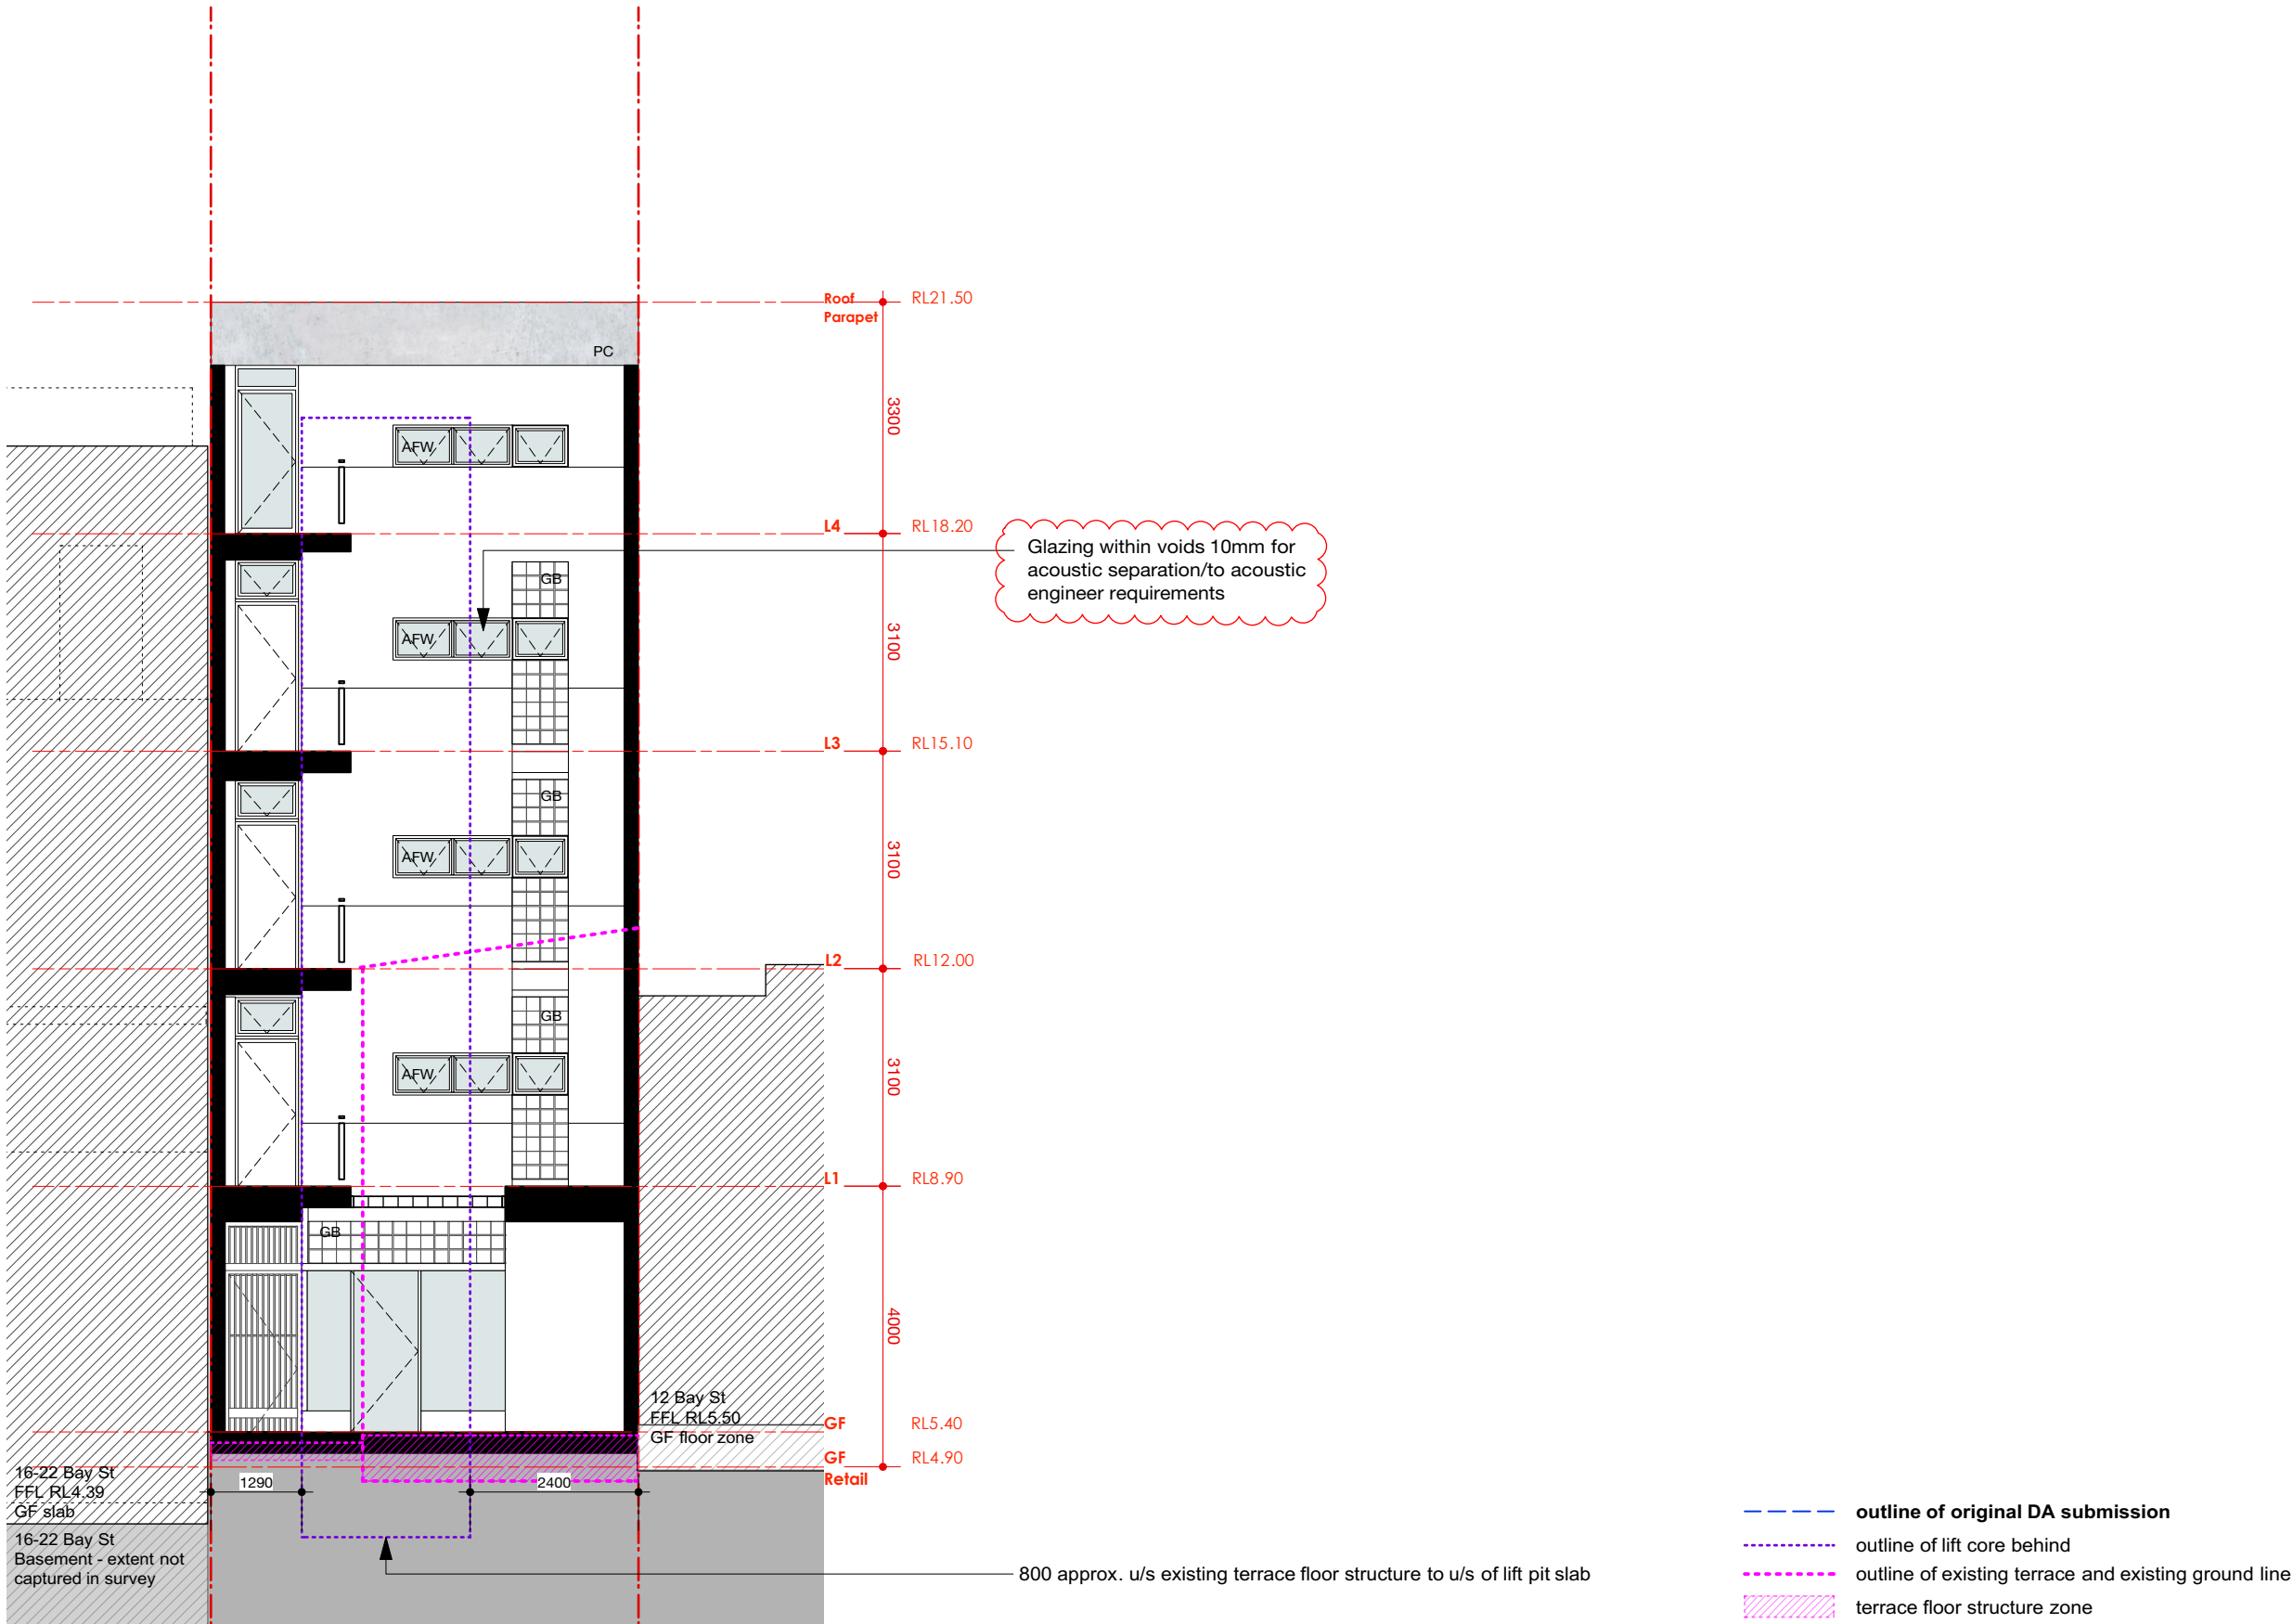 Roof
Parapet
RL21.50
PC
3300
AFW
L4
RL18.20
Glazing within voids 10mm for
acoustic separation/to acoustic
engineer requirements
GB
AFW
3100
L3
RL15.10
GB
AFW
3100
L2
RL12.00
GB
AFW
3100
L1
RL8.90
GB
4000
12 Bay St
FFL RL5.50
GF floor zone
GF
RL5.40
GF
Retail
RL4.90
16-22 Bay St
FFL RL4.39
GF slab
1290
2400
16-22 Bay St
Basement - extent not
captured in survey
800 approx. u/s existing terrace floor structure to u/s of lift pit slab
outline of original DA submission
outline of lift core behind
outline of existing terrace and existing ground line
terrace floor structure zone